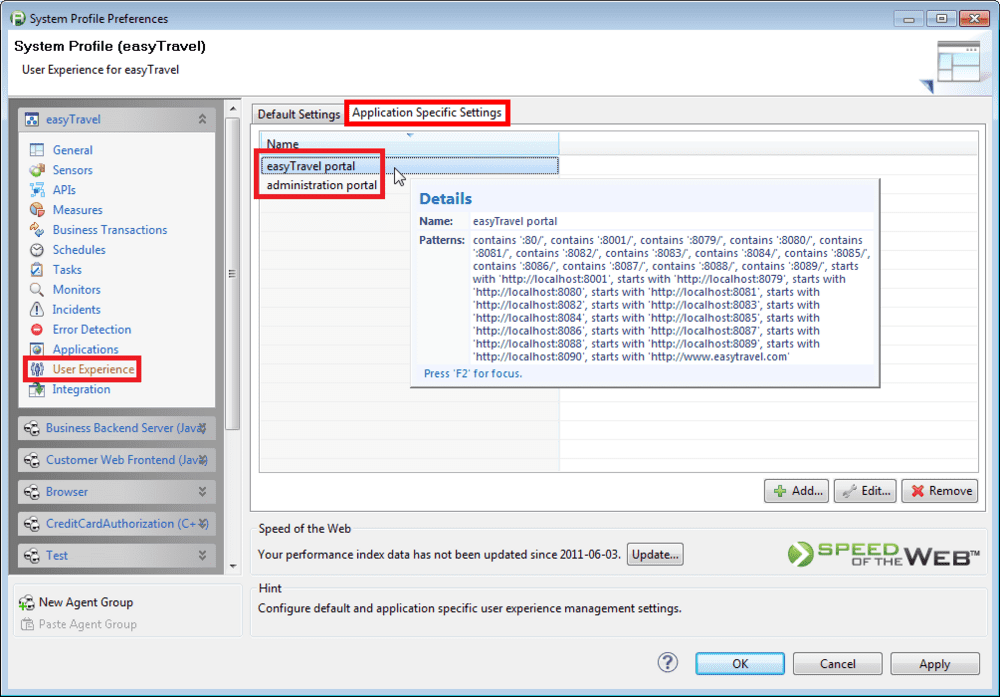 System Profile Preferences
System Profile (easyTravel)
User Experience for easyTravel
easyTravel
General
Sensors
APIs
Measures
Business Transactions
Schedules
Tasks
Monitors
Incidents
Error Detection
Applications
User Experience
Integration
Business Backend Server (Java)
Customer Web Frontend (Java)
Browser
CreditCardAuthorization (C+
Test
New Agent Group
Paste Agent Group
Default Settings
Application Specific Settings
Name
easyTravel portal
administration portal
Details
Name: easyTravel portal
Patterns: contains ':80/', contains ':8001/', contains ':8079/', contains ':8080/', contains
':8081/', contains ':8082/', contains ':8083/', contains ':8084/', contains ':8085/',
contains ':8086/', contains ':8087/', contains ':8088/', contains ':8089/', starts
with 'http://localhost:8001', starts with 'http://localhost:8079', starts with
'http://localhost:8080', starts with 'http://localhost:8081', starts with
'http://localhost:8082', starts with 'http://localhost:8083', starts with
'http://localhost:8084', starts with 'http://localhost:8085', starts with
'http://localhost:8086', starts with 'http://localhost:8087', starts with
'http://localhost:8088', starts with 'http://localhost:8089', starts with
'http://localhost:8090', starts with 'http://www.easytravel.com'
Press 'F2' for focus.
Add...
Edit...
Remove
Speed of the Web
Your performance index data has not been updated since 2011-06-03.
Update...
SPEED
OF THE WEB™
Hint
Configure default and application specific user experience management settings.
?
OK
Cancel
Apply